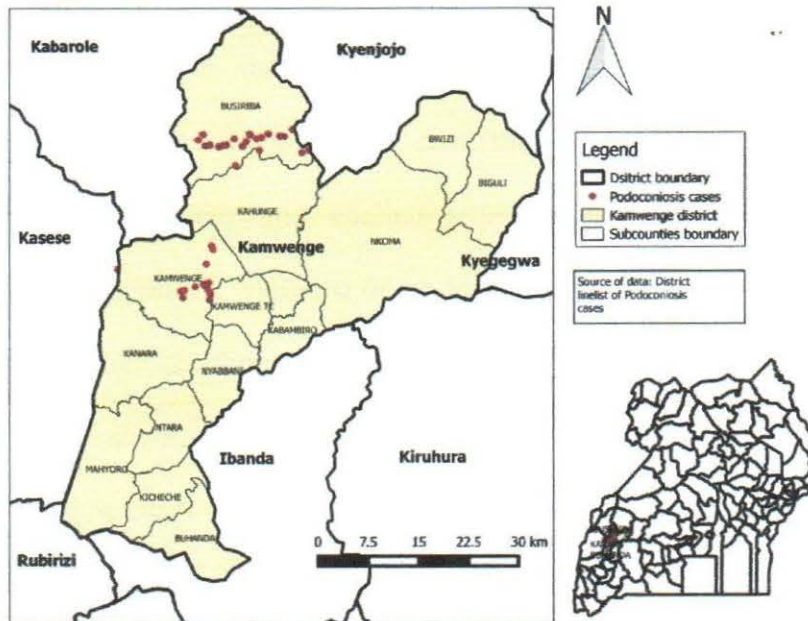 Kabarole
Kyenjojo
BUSIRIBA
BWIZI
BIGULI
KAHUNGE
NKOMA
Kasese
Kamwenge
Kyegegwa
KAMWENGE
KAMWENGE TC
KABAMBIRO
KANARA
NYABBANI
NTARA
Ibanda
Kiruhura
MAHYORO
KICHECHE
BUHANDA
Rubirizi
0 7.5 15 22.5 30 km
N
Legend
Dsitrict boundary
Podoconiosis cases
Kamwenge district
Subcounties boundary
Source of data: District
linelist of Podoconiosis
cases